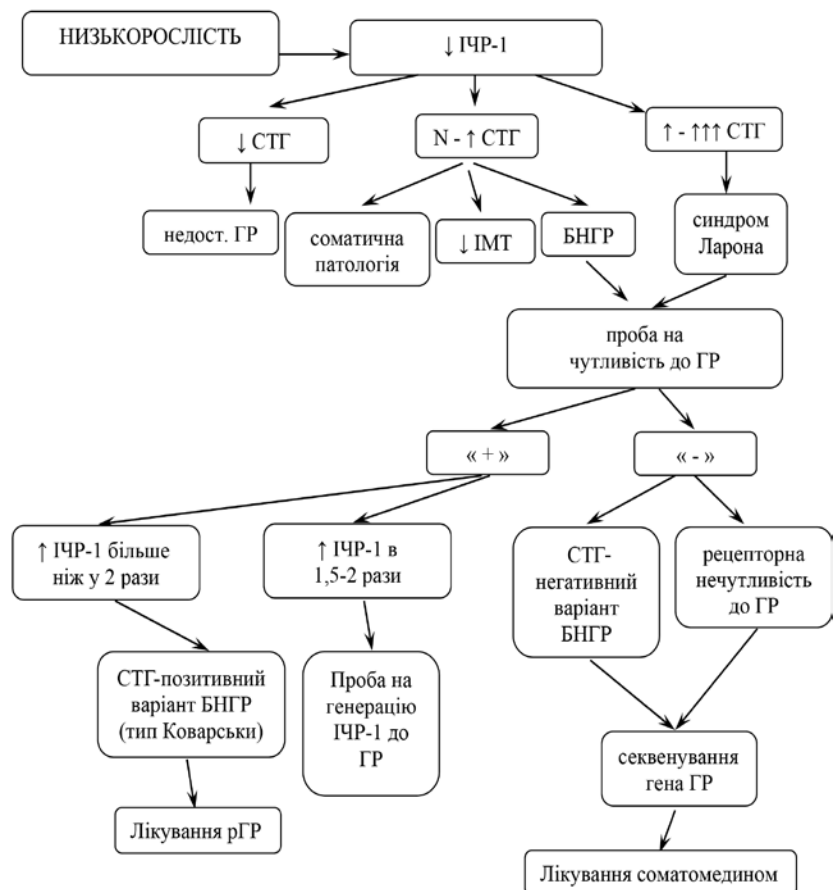 НИЗЬКОРОСЛІСТЬ
↓ ІЧР-1
↓ СТГ
N - ↑ СТГ
↑ - ↑↑↑ СТГ
недост. ГР
соматична
патологія
↓ ІМТ
БНГР
синдром
Ларона
проба на
чутливість до ГР
« + »
« - »
↑ ІЧР-1 більше
ніж у 2 рази
↑ ІЧР-1 в
1,5-2 рази
СТГ-
негативний
варіант
БНГР
рецепторна
нечутливість
до ГР
СТГ-позитивний
варіант БНГР
(тип Коварськи)
Проба на
генерацію
ІЧР-1 до
ГР
секвенування
гена ГР
Лікування рГР
Лікування соматомедином